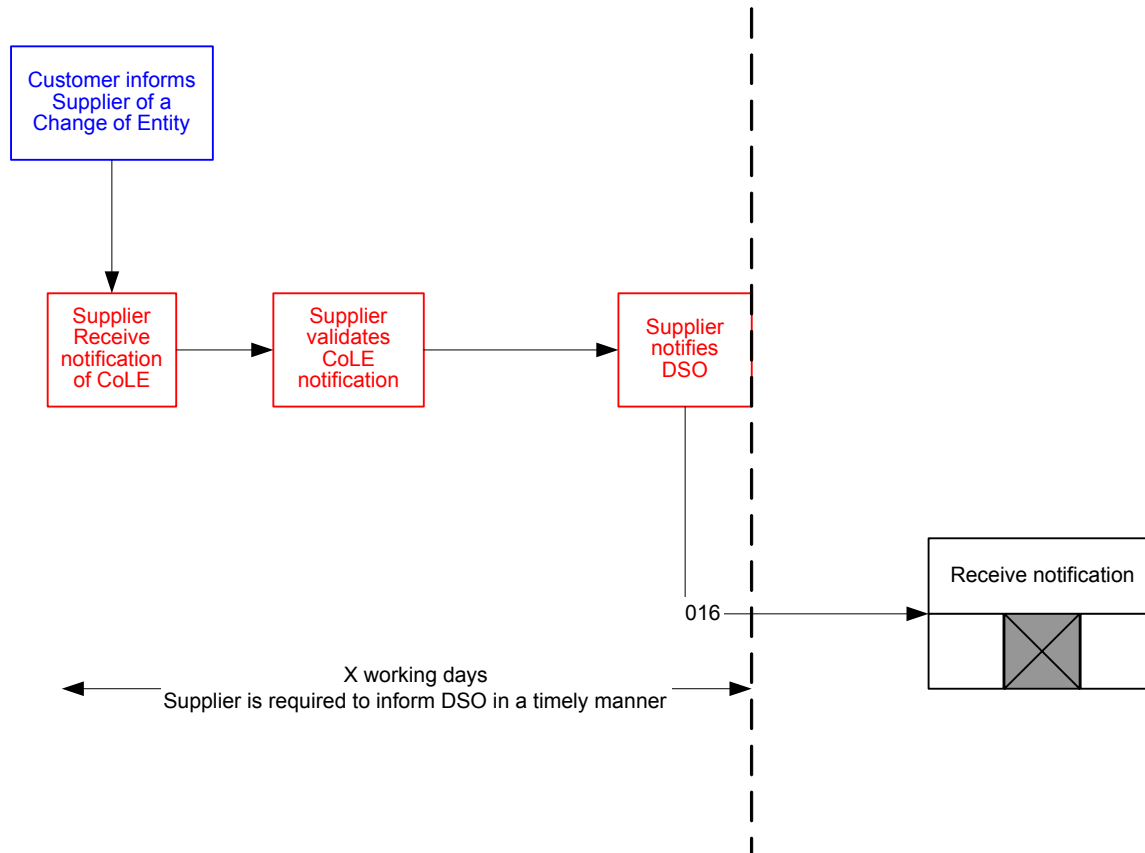 Customer informs
Supplier of a
Change of Entity
Supplier
Receive
notification
of CoLE
Supplier
validates
CoLE
notification
Supplier
notifies
DSO
016
Receive notification
X working days
Supplier is required to inform DSO in a timely manner